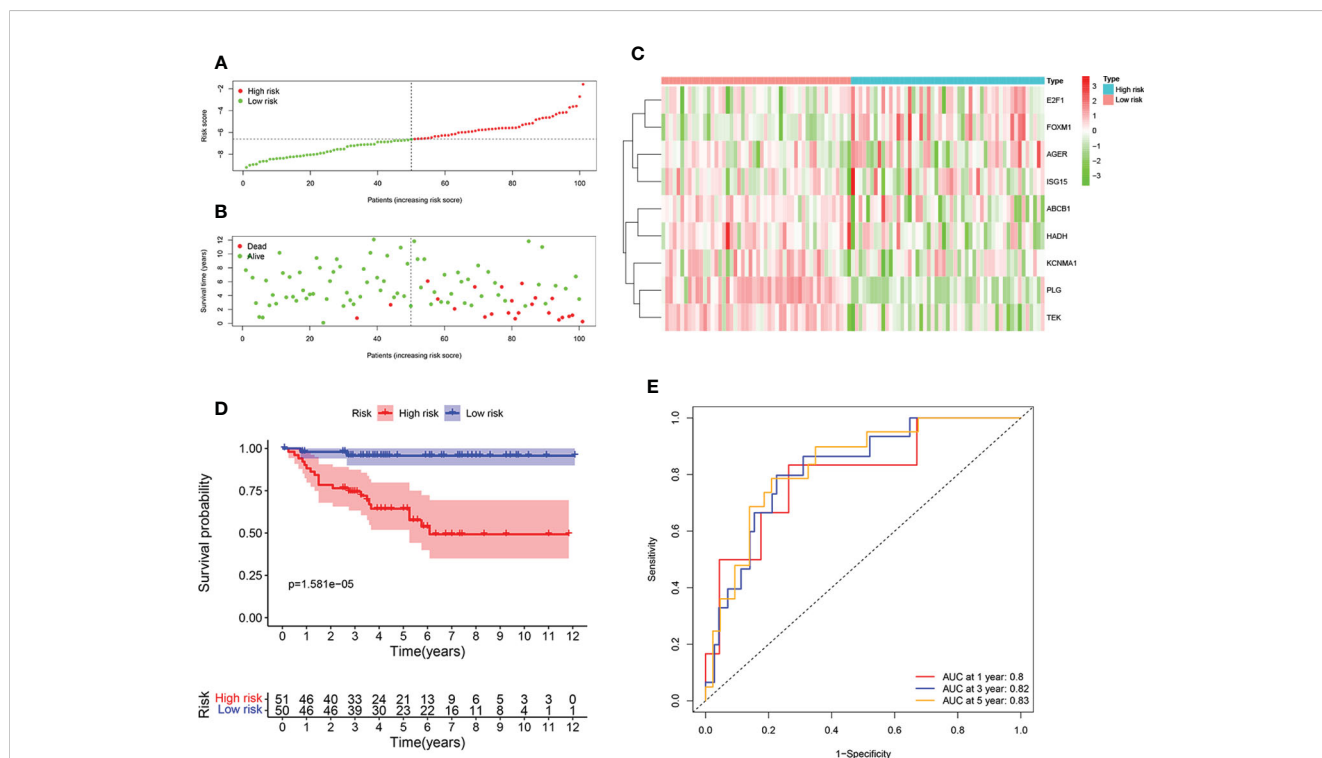 A
High risk
Low risk
Risk score
-2
-4
-6
-8
0 20 40 60 80 100
Patients (increasing risk socre)
B
Dead
Alive
Survival time (years)
12
10
8
6
4
2
0
0 20 40 60 80 100
Patients (increasing risk socre)
C
Type
E2F1
FOXM1
AGER
ISG15
ABCB1
HADH
KCNMA1
PLG
TEK
3
2
1
0
-1
-2
-3
Type
High risk
Low risk
D
Risk High risk Low risk
Survival probability
1.00
0.75
0.50
0.25
0.00
p=1.581e-05
0 1 2 3 4 5 6 7 8 9 10 11 12
Time(years)
Risk
High risk 51 46 40 33 24 21 13 9 6 5 3 3 0
Low risk 50 46 46 39 30 23 22 16 11 8 4 1 1
0 1 2 3 4 5 6 7 8 9 10 11 12
Time(years)
E
Sensitivity
1.0
0.8
0.6
0.4
0.2
0.0
AUC at 1 year: 0.8
AUC at 3 year: 0.82
AUC at 5 year: 0.83
0.0 0.2 0.4 0.6 0.8 1.0
1-Specificity